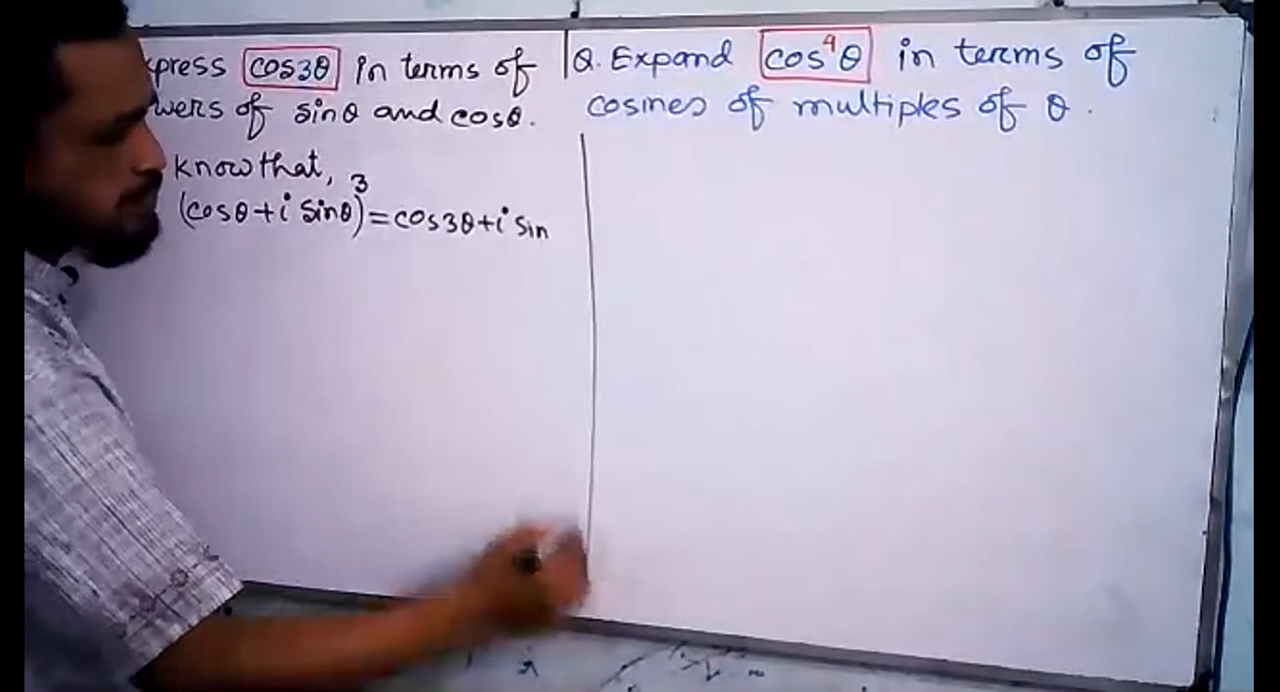 press cos3θ in terms of
wers of sinθ and cosθ.
know that,
(cosθ+i sinθ)³=cos3θ+i sin
Q. Expand cos⁴θ in terms of
cosines of multiples of θ.